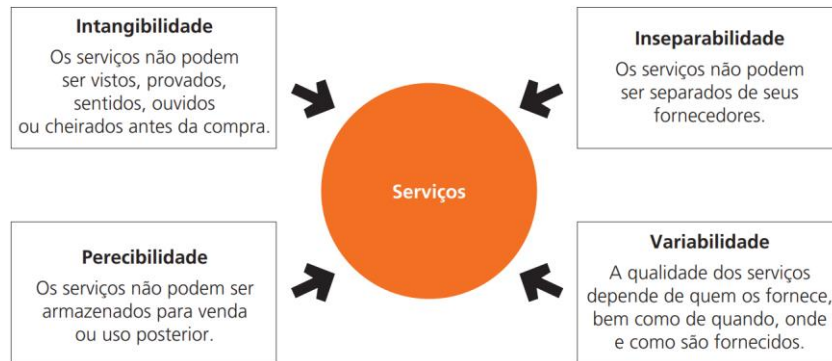 Intangibilidade
Os serviços não podem
ser vistos, provados,
sentidos, ouvidos
ou cheirados antes da compra.
Inseparabilidade
Os serviços não podem
ser separados de seus
fornecedores.
Serviços
Perecibilidade
Os serviços não podem ser
armazenados para venda
ou uso posterior.
Variabilidade
A qualidade dos serviços
depende de quem os fornece,
bem como de quando, onde
e como são fornecidos.